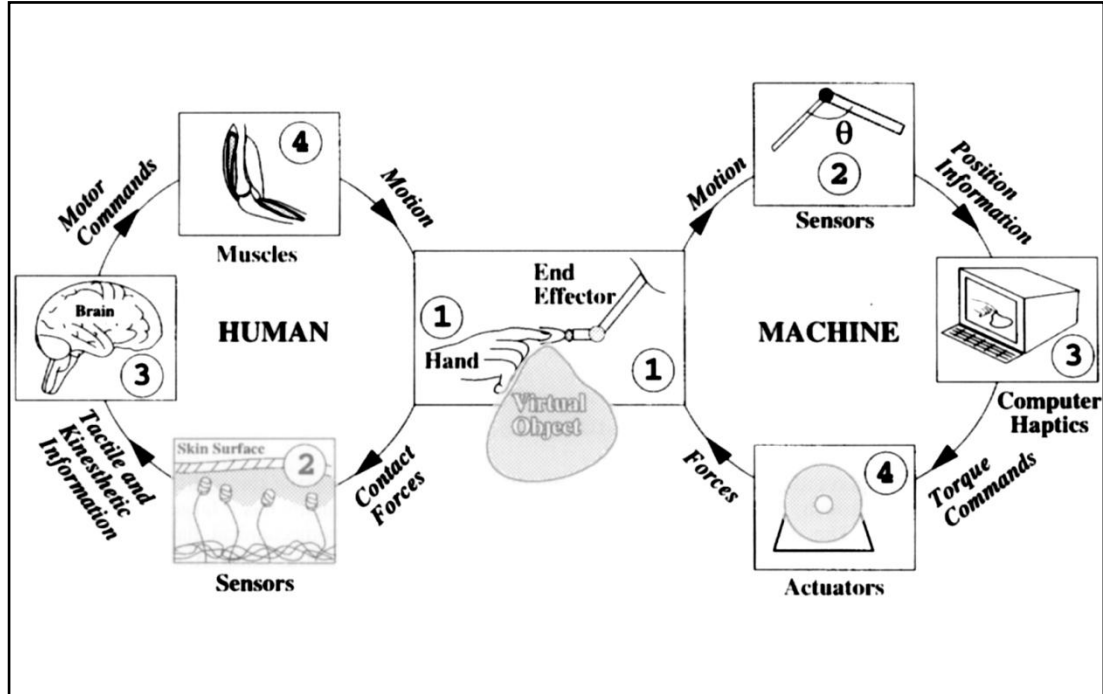 4
Muscles
Motor
Commands
Motion
Brain
3
HUMAN
Tactile and
Kinesthetic
Information
Skin Surface
2
Sensors
Contact
Forces
1
Hand
End
Effector
1
Virtual
Object
Motion
θ
2
Sensors
Position
Information
MACHINE
3
Computer
Haptics
Torque
Commands
4
Actuators
Forces